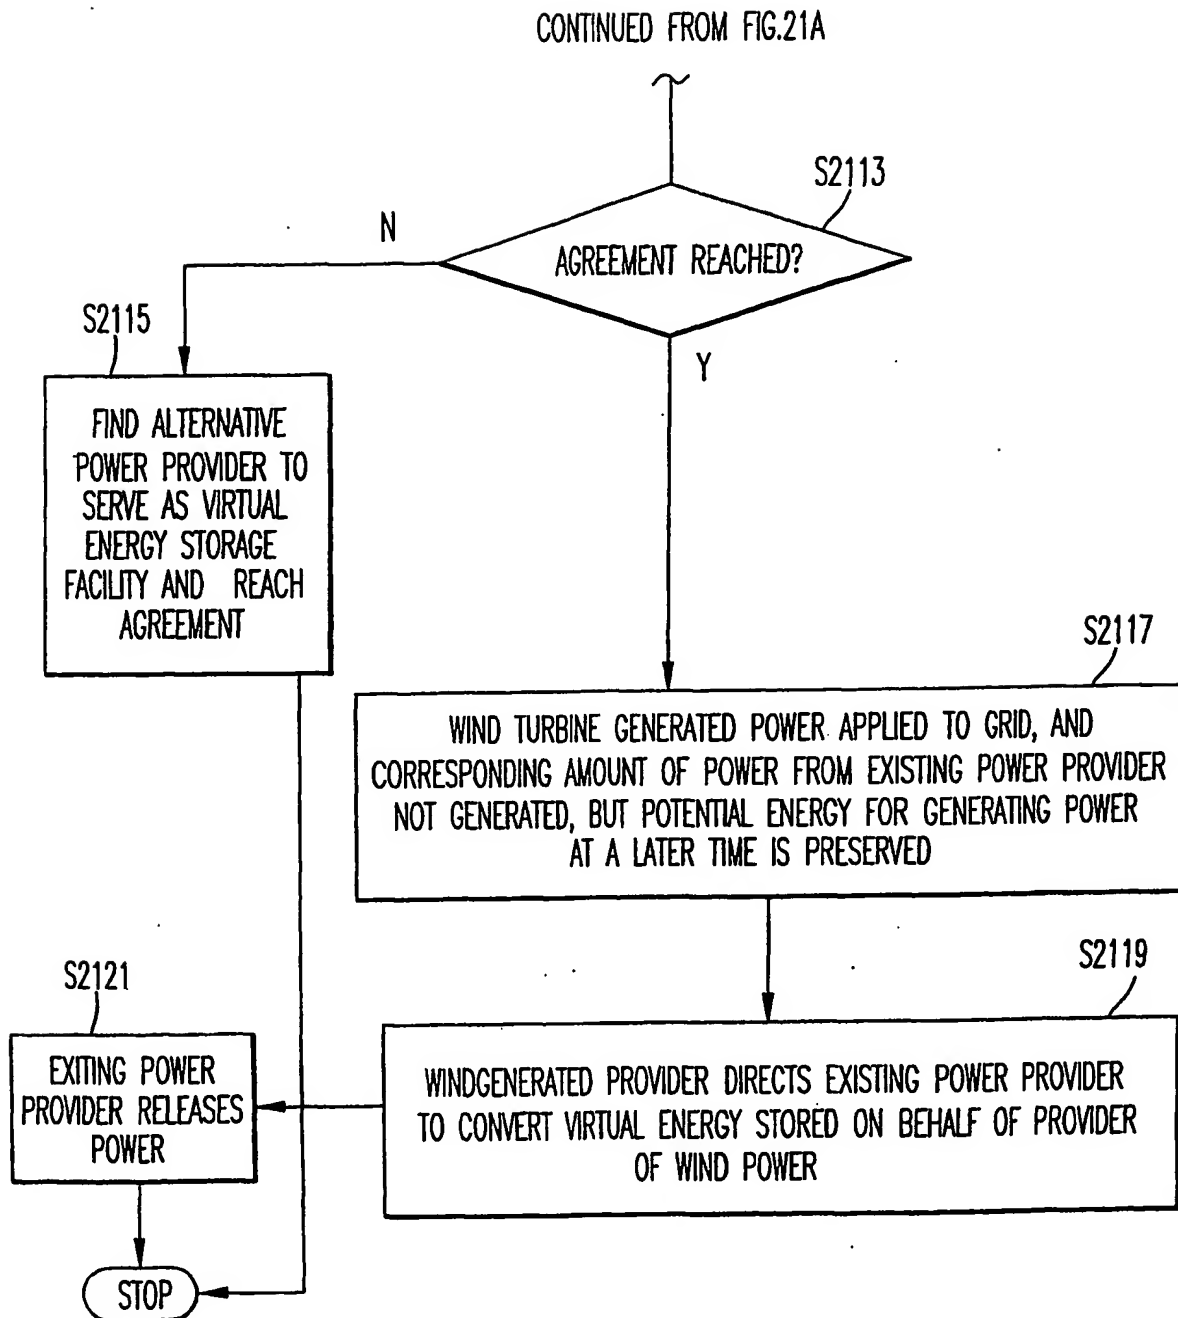 CONTINUED FROM FIG.21A
S2113
N
AGREEMENT REACHED?
S2115
Y
FIND ALTERNATIVE
POWER PROVIDER TO
SERVE AS VIRTUAL
ENERGY STORAGE
FACILITY AND REACH
AGREEMENT
S2117
WIND TURBINE GENERATED POWER APPLIED TO GRID, AND
CORRESPONDING AMOUNT OF POWER FROM EXISTING POWER PROVIDER
NOT GENERATED, BUT POTENTIAL ENERGY FOR GENERATING POWER
AT A LATER TIME IS PRESERVED
S2119
WINDGENERATED PROVIDER DIRECTS EXISTING POWER PROVIDER
TO CONVERT VIRTUAL ENERGY STORED ON BEHALF OF PROVIDER
OF WIND POWER
S2121
EXITING POWER
PROVIDER RELEASES
POWER
STOP